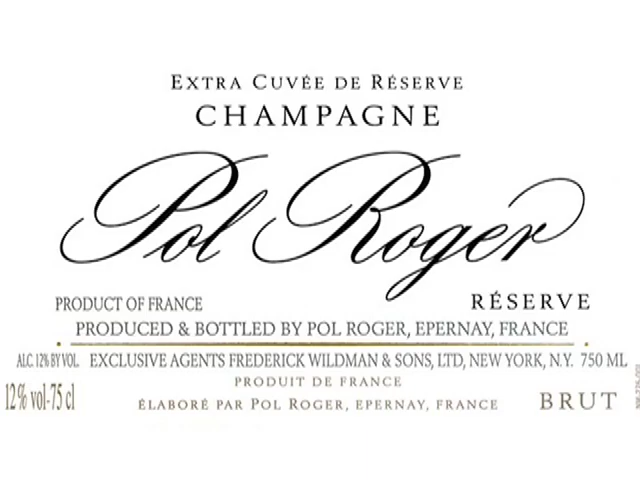 EXTRA CUVÉE DE RÉSERVE
CHAMPAGNE
Pol Roger
PRODUCT OF FRANCE RÉSERVE
PRODUCED & BOTTLED BY POL ROGER, EPERNAY, FRANCE
ALC. 12% BY VOL. EXCLUSIVE AGENTS FREDERICK WILDMAN & SONS, LTD, NEW YORK, N.Y. 750 ML
PRODUIT DE FRANCE
12% vol-75 cl ÉLABORÉ PAR POL ROGER, EPERNAY, FRANCE BRUT